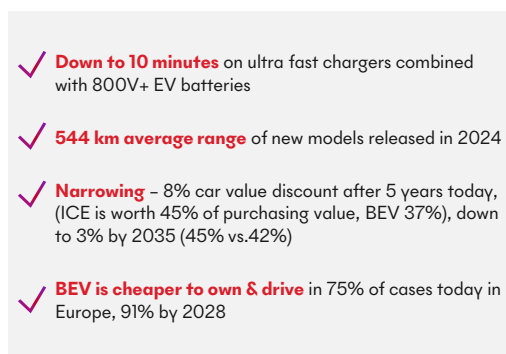 Down to 10 minutes on ultra fast chargers combined
with 800V+ EV batteries
544 km average range of new models released in 2024
Narrowing – 8% car value discount after 5 years today,
(ICE is worth 45% of purchasing value, BEV 37%), down
to 3% by 2035 (45% vs.42%)
BEV is cheaper to own & drive in 75% of cases today in
Europe, 91% by 2028